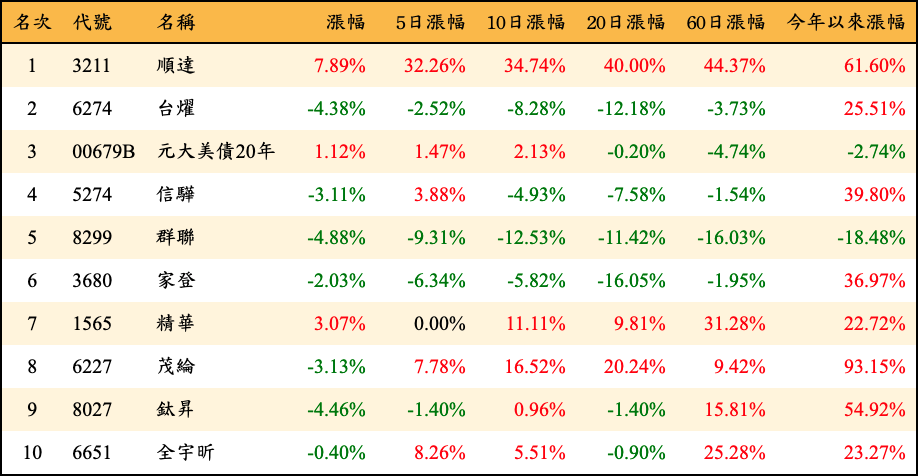 名次 代號 名稱 漲幅 5日漲幅 10日漲幅 20日漲幅 60日漲幅 今年以來漲幅
1 3211 順達 7.89% 32.26% 34.74% 40.00% 44.37% 61.60%
2 6274 台燿 -4.38% -2.52% -8.28% -12.18% -3.73% 25.51%
3 00679B 元大美債20年 1.12% 1.47% 2.13% -0.20% -4.74% -2.74%
4 5274 信驊 -3.11% 3.88% -4.93% -7.58% -1.54% 39.80%
5 8299 群聯 -4.88% -9.31% -12.53% -11.42% -16.03% -18.48%
6 3680 家登 -2.03% -6.34% -5.82% -16.05% -1.95% 36.97%
7 1565 精華 3.07% 0.00% 11.11% 9.81% 31.28% 22.72%
8 6227 茂綸 -3.13% 7.78% 16.52% 20.24% 9.42% 93.15%
9 8027 鈦昇 -4.46% -1.40% 0.96% -1.40% 15.81% 54.92%
10 6651 全宇昕 -0.40% 8.26% 5.51% -0.90% 25.28% 23.27%